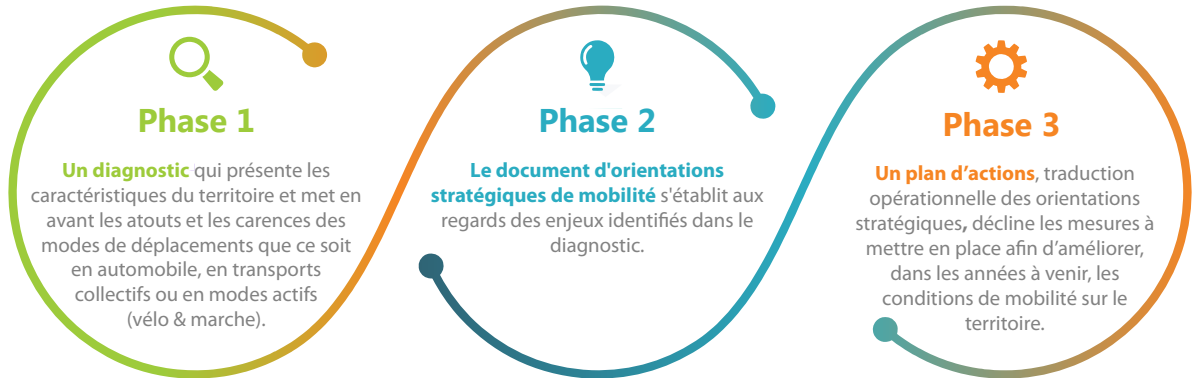 Phase 1
Un diagnostic qui présente les
caractéristiques du territoire et met en
avant les atouts et les carences des
modes de déplacements que ce soit
en automobile, en transports
collectifs ou en modes actifs
(vélo & marche).
Phase 2
Le document d'orientations
stratégiques de mobilité s'établit aux
regards des enjeux identifiés dans le
diagnostic.
Phase 3
Un plan d’actions, traduction
opérationnelle des orientations
stratégiques, décline les mesures à
mettre en place afin d’améliorer,
dans les années à venir, les
conditions de mobilité sur le
territoire.